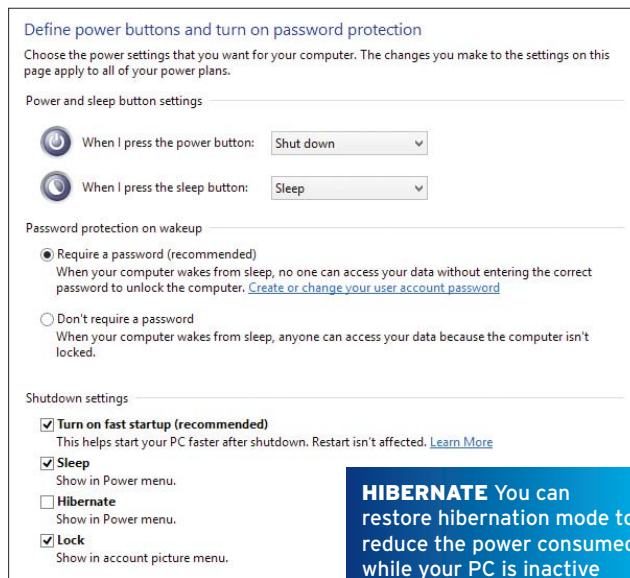 Define power buttons and turn on password protection
Choose the power settings that you want for your computer. The changes you make to the settings on this
page apply to all of your power plans.
Power and sleep button settings
When I press the power button: Shut down
When I press the sleep button: Sleep
Password protection on wakeup
Require a password (recommended)
When your computer wakes from sleep, no one can access your data without entering the correct
password to unlock the computer. Create or change your user account password
Don't require a password
When your computer wakes from sleep, anyone can access your data because the computer isn't
locked.
Shutdown settings
Turn on fast startup (recommended)
This helps start your PC faster after shutdown. Restart isn't affected. Learn More
Sleep
Show in Power menu.
Hibernate
Show in Power menu.
Lock
Show in account picture menu.
HIBERNATE You can
restore hibernation mode to
reduce the power consumed
while your PC is inactive